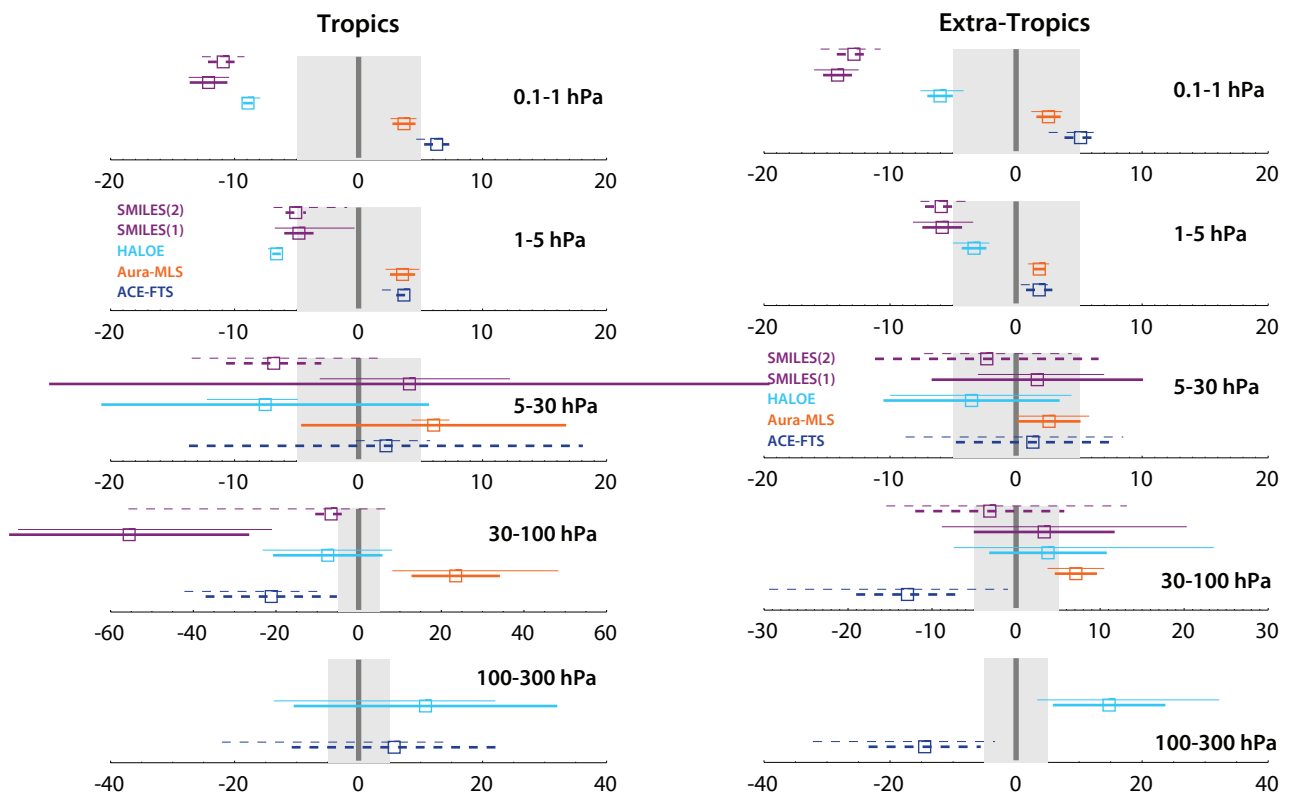 Tropics
Extra-Tropics
0.1-1 hPa
-20 -10 0 10 20
0.1-1 hPa
-20 -10 0 10 20
SMILES(2)
SMILES(1)
HALOE
Aura-MLS
ACE-FTS
1-5 hPa
-20 -10 0 10 20
1-5 hPa
-20 -10 0 10 20
5-30 hPa
-20 -10 0 10 20
SMILES(2)
SMILES(1)
HALOE
Aura-MLS
ACE-FTS
5-30 hPa
-20 -10 0 10 20
30-100 hPa
-60 -40 -20 0 20 40 60
30-100 hPa
-30 -20 -10 0 10 20 30
100-300 hPa
-40 -20 0 20 40
100-300 hPa
-40 -20 0 20 40